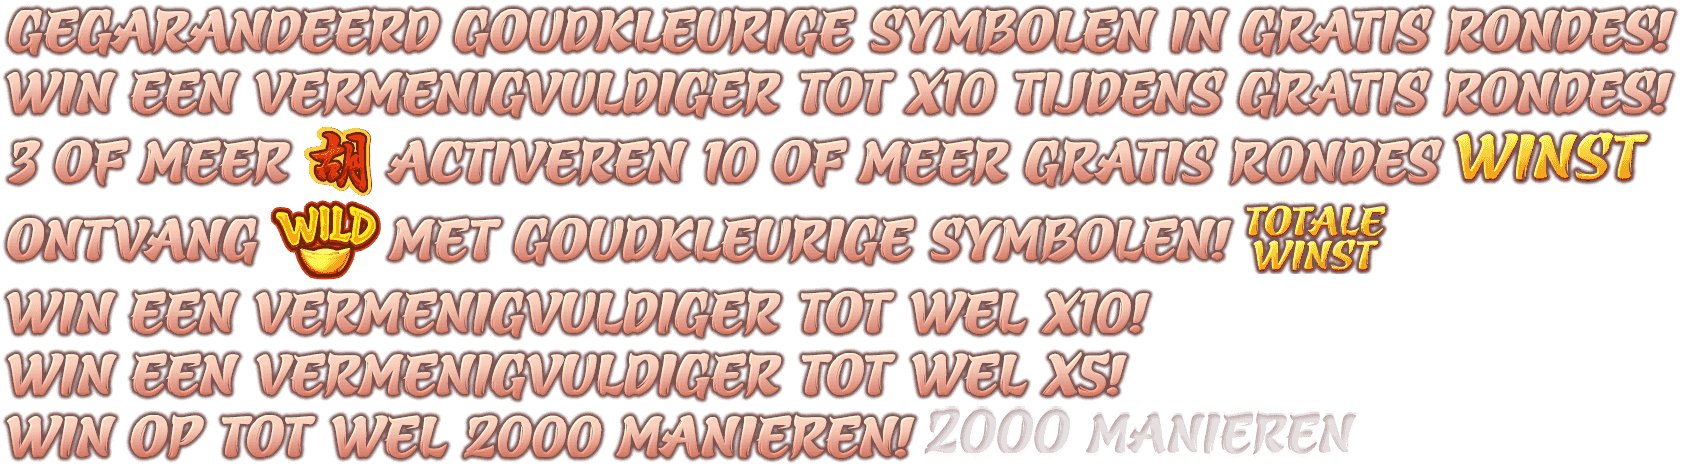 GEGARANDEERD GOUDKLEURIGE SYMBOLEN IN GRATIS RONDES!
WIN EEN VERMENIGVULDIGER TOT X10 TIJDENS GRATIS RONDES!
3 OF MEER 胡 ACTIVEREN 10 OF MEER GRATIS RONDES WINST
ONTVANG WILD MET GOUDKLEURIGE SYMBOLEN! TOTALE WINST
WIN EEN VERMENIGVULDIGER TOT WEL X10!
WIN EEN VERMENIGVULDIGER TOT WEL X5!
WIN OP TOT WEL 2000 MANIEREN! 2000 MANIEREN